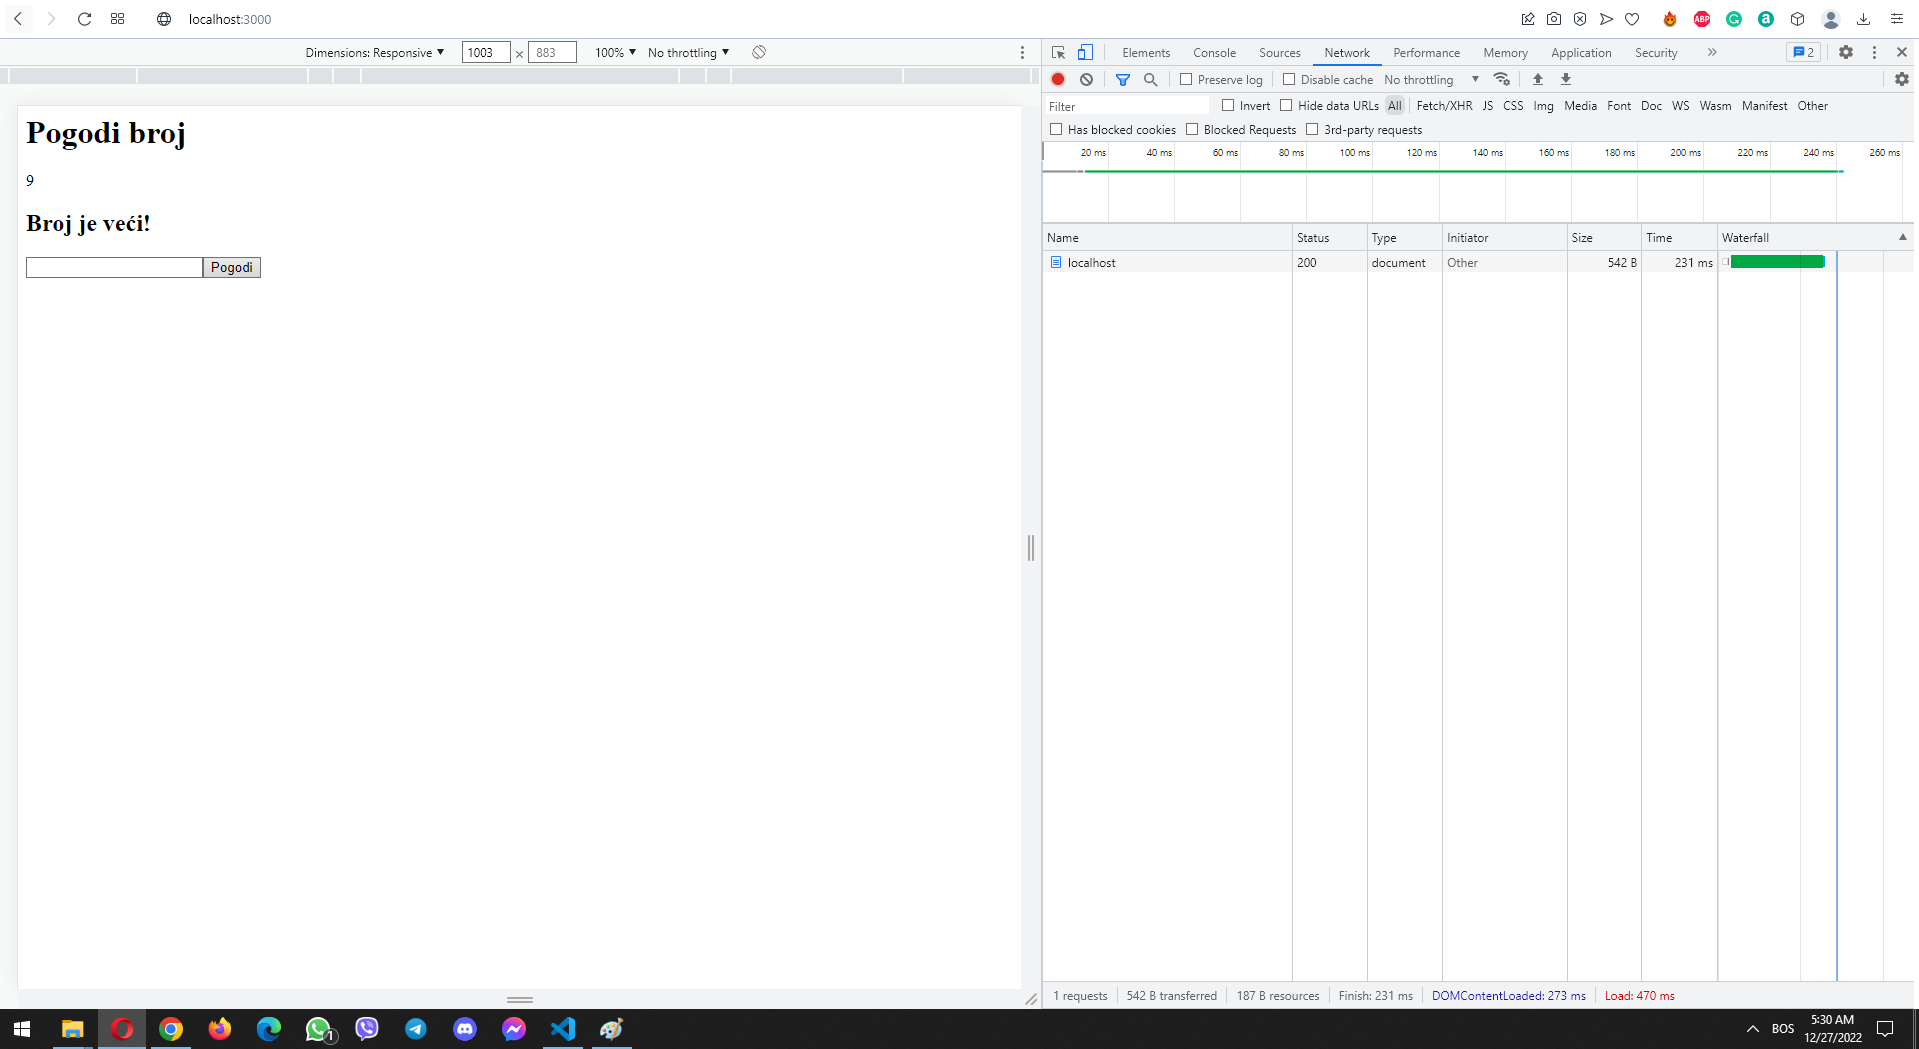 localhost:3000
ABP
Dimensions: Responsive ▼ 1003 × 883 100% ▼ No throttling ▼
Pogodi broj
9
Broj je veći!
Pogodi
Elements Console Sources Network Performance Memory Application Security » 2
Preserve log Disable cache No throttling ▼
Filter Invert Hide data URLs All Fetch/XHR JS CSS Img Media Font Doc WS Wasm Manifest Other
Has blocked cookies Blocked Requests 3rd-party requests
20 ms 40 ms 60 ms 80 ms 100 ms 120 ms 140 ms 160 ms 180 ms 200 ms 220 ms 240 ms 260 ms
Name Status Type Initiator Size Time Waterfall
localhost 200 document Other 542 B 231 ms
1 requests 542 B transferred 187 B resources Finish: 231 ms DOMContentLoaded: 273 ms Load: 470 ms
1
BOS
5:30 AM
12/27/2022